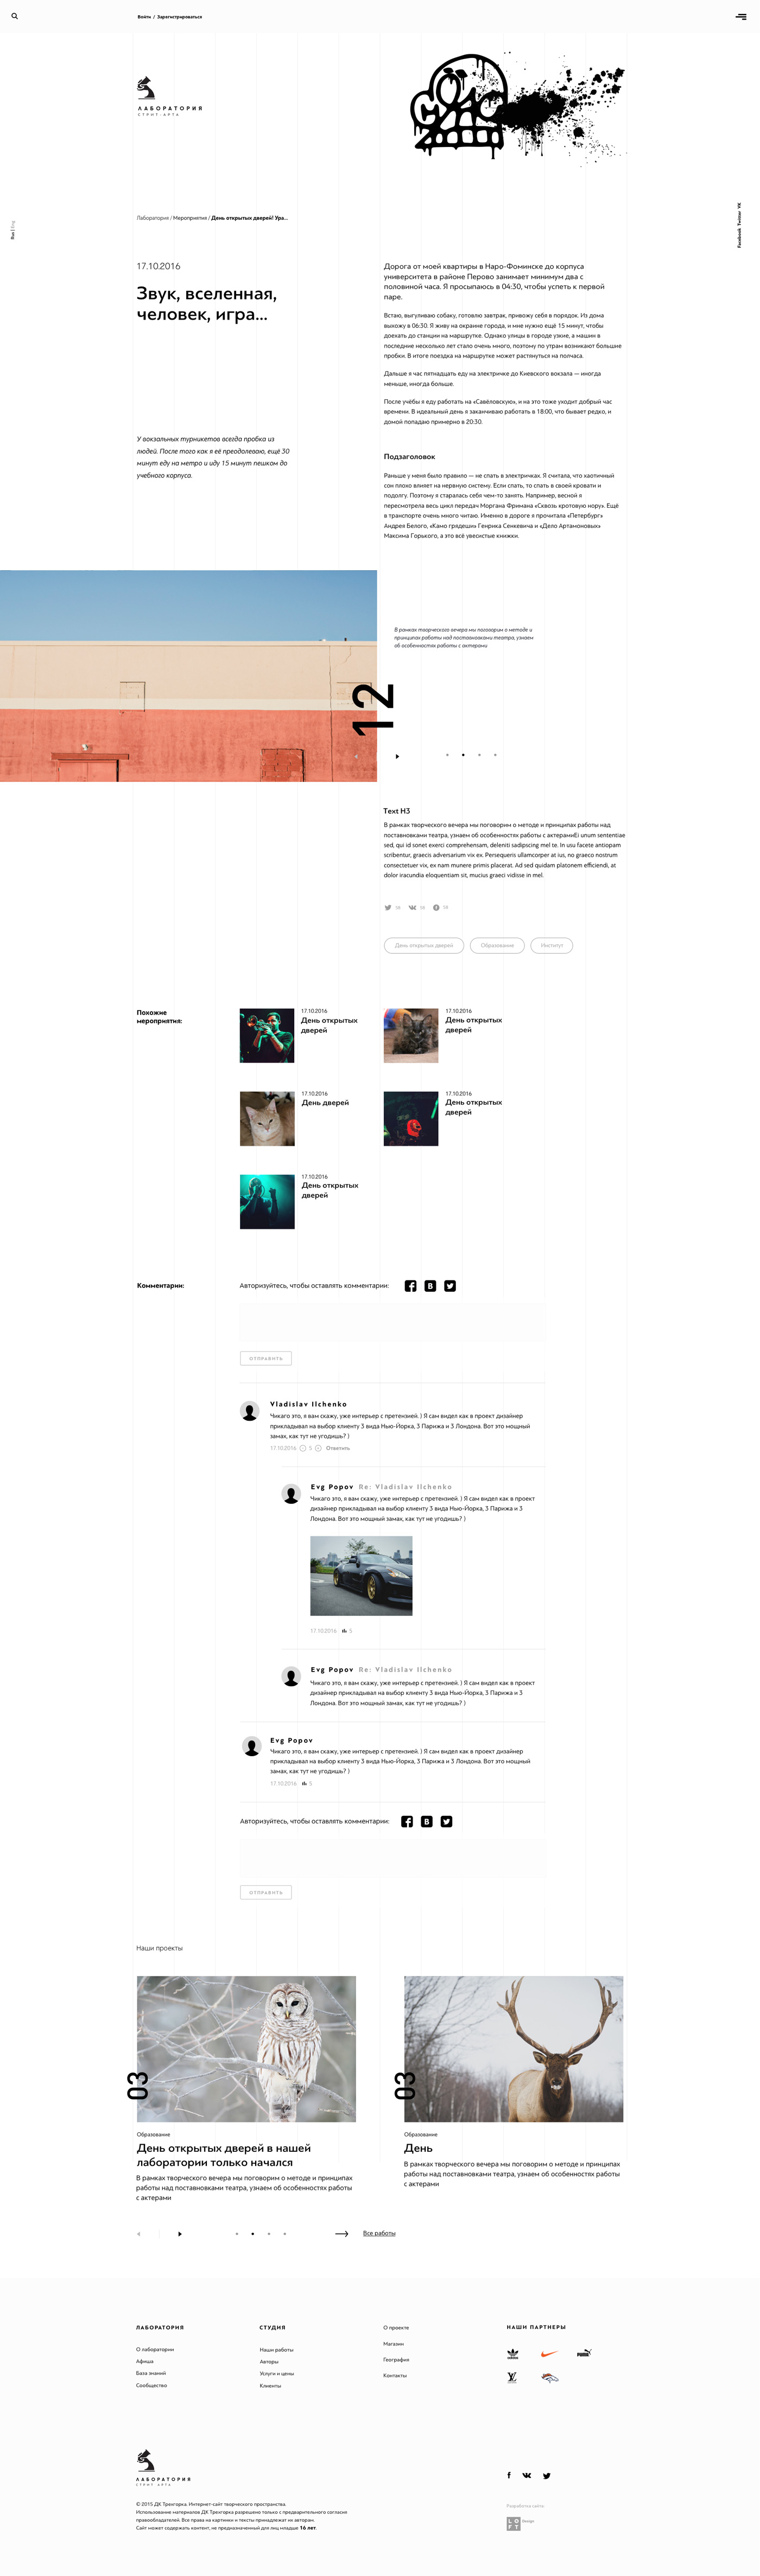 Войти / Зарегистрироваться
ЛАБОРАТОРИЯ
СТРИТ-АРТА
Рус | Eng
Facebook Twitter VK
Лаборатория / Мероприятия / День открытых дверей! Ура...
17.10.2016
Звук, вселенная,
человек, игра...
У вокзальных турникетов всегда пробка из
людей. После того как я её преодолеваю, ещё 30
минут еду на метро и иду 15 минут пешком до
учебного корпуса.
Дорога от моей квартиры в Наро-Фоминске до корпуса
университета в районе Перово занимает минимум два с
половиной часа. Я просыпаюсь в 04:30, чтобы успеть к первой
паре.
Встаю, выгуливаю собаку, готовлю завтрак, привожу себя в порядок. Из дома
выхожу в 06:30. Я живу на окраине города, и мне нужно ещё 15 минут, чтобы
доехать до станции на маршрутке. Однако улицы в городе узкие, а машин в
последние несколько лет стало очень много, поэтому по утрам возникают большие
пробки. В итоге поездка на маршрутке может растянуться на полчаса.
Дальше я час пятнадцать еду на электричке до Киевского вокзала — иногда
меньше, иногда больше.
После учёбы я еду работать на «Савёловскую», и на это тоже уходит добрый час
времени. В идеальный день я заканчиваю работать в 18:00, что бывает редко, и
домой попадаю примерно в 20:30.
Подзаголовок
Раньше у меня было правило — не спать в электричках. Я считала, что хаотичный
сон плохо влияет на нервную систему. Если спать, то спать в своей кровати и
подолгу. Поэтому я старалась себя чем-то занять. Например, весной я
пересмотрела весь цикл передач Моргана Фримана «Сквозь кротовую нору». Ещё
в транспорте очень много читаю. Именно в дороге я прочитала «Петербург»
Андрея Белого, «Камо грядеши» Генрика Сенкевича и «Дело Артамоновых»
Максима Горького, а это всё увесистые книжки.
В рамках творческого вечера мы поговорим о методе и
принципах работы над постановками театра, узнаем
об особенностях работы с актерами
12
Text H3
В рамках творческого вечера мы поговорим о методе и принципах работы над
поставновками театра, узнаем об особенностях работы с актерамиEi unum sententiae
sed, qui id sonet exerci comprehensam, deleniti sadipscing mel te. In usu facete antiopam
scribentur, graecis adversarium vix ex. Persequeris ullamcorper at ius, no graeco nostrum
consectetuer vix, ex nam munere primis placerat. Ad sed quidam platonem efficiendi, at
dolor iracundia eloquentiam sit, mucius graeci vidisse in mel.
День открытых дверей
Образование
Институт
Похожие
мероприятия:
17.10.2016
День открытых
дверей
17.10.2016
День открытых
дверей
17.10.2016
День дверей
17.10.2016
День открытых
дверей
17.10.2016
День открытых
дверей
Комментарии:
Авторизуйтесь, чтобы оставлять комментарии:
ОТПРАВИТЬ
Vladislav Ilchenko
Чикаго это, я вам скажу, уже интерьер с претензией. ) Я сам видел как в проект дизайнер
прикладывал на выбор клиенту 3 вида Нью-Йорка, 3 Парижа и 3 Лондона. Вот это мощный
замах, как тут не угодишь? )
17.10.2016 5 Ответить
Evg Popov Re: Vladislav Ilchenko
Чикаго это, я вам скажу, уже интерьер с претензией. ) Я сам видел как в проект
дизайнер прикладывал на выбор клиенту 3 вида Нью-Йорка, 3 Парижа и 3
Лондона. Вот это мощный замах, как тут не угодишь? )
17.10.2016 5
Evg Popov Re: Vladislav Ilchenko
Чикаго это, я вам скажу, уже интерьер с претензией. ) Я сам видел как в проект
дизайнер прикладывал на выбор клиенту 3 вида Нью-Йорка, 3 Парижа и 3
Лондона. Вот это мощный замах, как тут не угодишь? )
Evg Popov
Чикаго это, я вам скажу, уже интерьер с претензией. ) Я сам видел как в проект дизайнер
прикладывал на выбор клиенту 3 вида Нью-Йорка, 3 Парижа и 3 Лондона. Вот это мощный
замах, как тут не угодишь? )
17.10.2016 5
Авторизуйтесь, чтобы оставлять комментарии:
ОТПРАВИТЬ
Наши проекты
03
Образование
День открытых дверей в нашей
лаборатории только начался
В рамках творческого вечера мы поговорим о методе и принципах
работы над поставновками театра, узнаем об особенностях работы
с актерами
03
Образование
День
В рамках творческого вечера мы поговорим о методе и принципах
работы над поставновками театра, узнаем об особенностях работы
с актерами
Все работы
ЛАБОРАТОРИЯ
О лаборатории
Афиша
База знаний
Сообщество
СТУДИЯ
Наши работы
Авторы
Услуги и цены
Клиенты
О проекте
Магазин
География
Контакты
НАШИ ПАРТНЕРЫ
adidas
PUMA
ЛАБОРАТОРИЯ
СТРИТ-АРТА
© 2015 ДК Трехгорка. Интернет-сайт творческого пространства.
Использование материалов ДК Трехгорка разрешено только с предварительного согласия
правообладателей. Все права на картинки и тексты принадлежат их авторам.
Сайт может содержать контент, не предназначенный для лиц младше 16 лет.
Разработка сайта:
LOFT Design